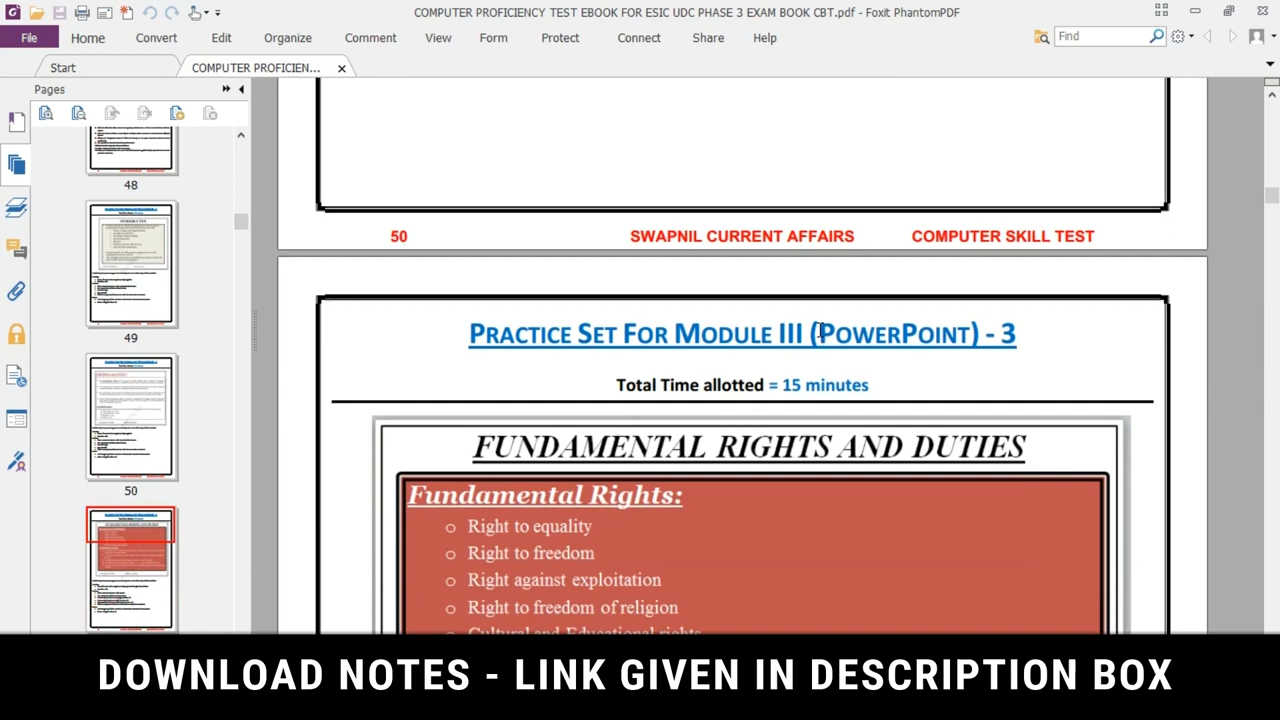 COMPUTER PROFICIENCY TEST EBOOK FOR ESIC UDC PHASE 3 EXAM BOOK CBT.pdf - Foxit PhantomPDF
File Home Convert Edit Organize Comment View Form Protect Connect Share Help Find
Start COMPUTER PROFICIEN...
Pages
48
49
50
50 SWAPNIL CURRENT AFFAIRS COMPUTER SKILL TEST
PRACTICE SET FOR MODULE III (POWERPOINT) - 3
Total Time allotted = 15 minutes
FUNDAMENTAL RIGHTS AND DUTIES
Fundamental Rights:
o Right to equality
o Right to freedom
o Right against exploitation
o Right to freedom of religion
Cultural and Educational rights
DOWNLOAD NOTES - LINK GIVEN IN DESCRIPTION BOX